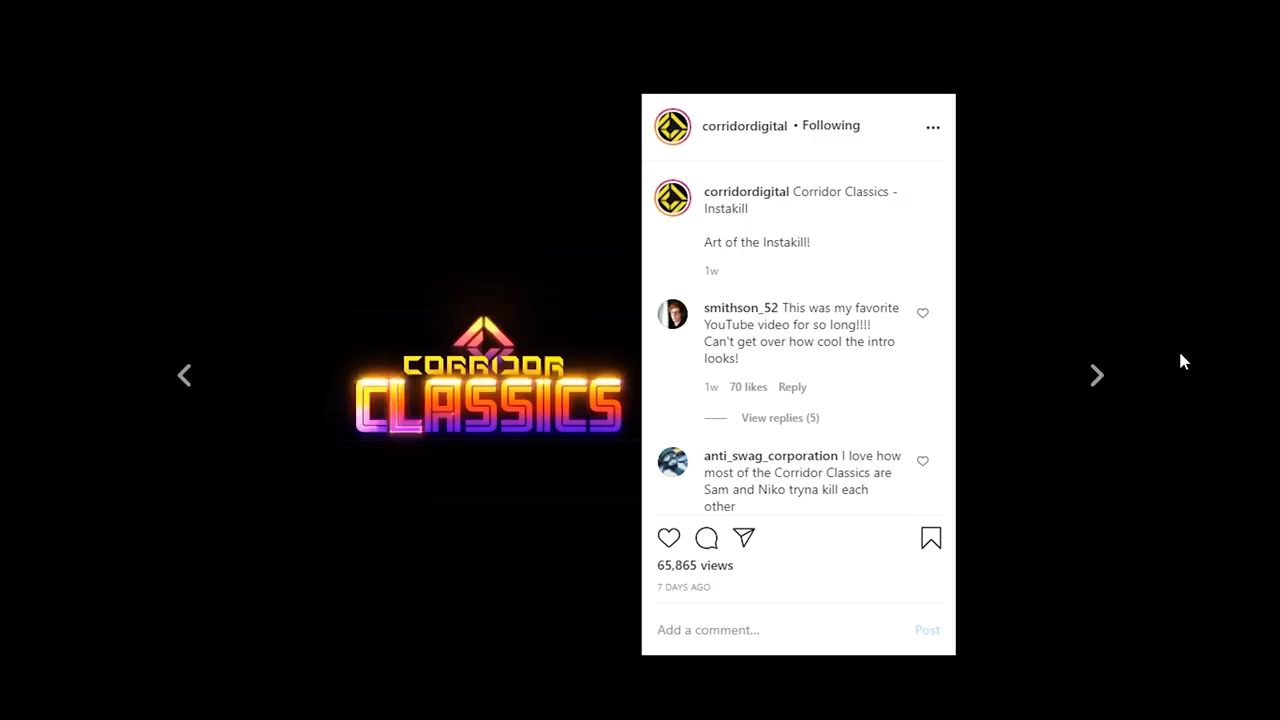 CORRIDOR
CLASSICS
corridordigital • Following
corridordigital Corridor Classics -
Instakill
Art of the Instakill!
1w
smithson_52 This was my favorite
YouTube video for so long!!!!
Can't get over how cool the intro
looks!
1w 70 likes Reply
View replies (5)
anti_swag_corporation I love how
most of the Corridor Classics are
Sam and Niko tryna kill each
other
65,865 views
7 DAYS AGO
Add a comment... Post